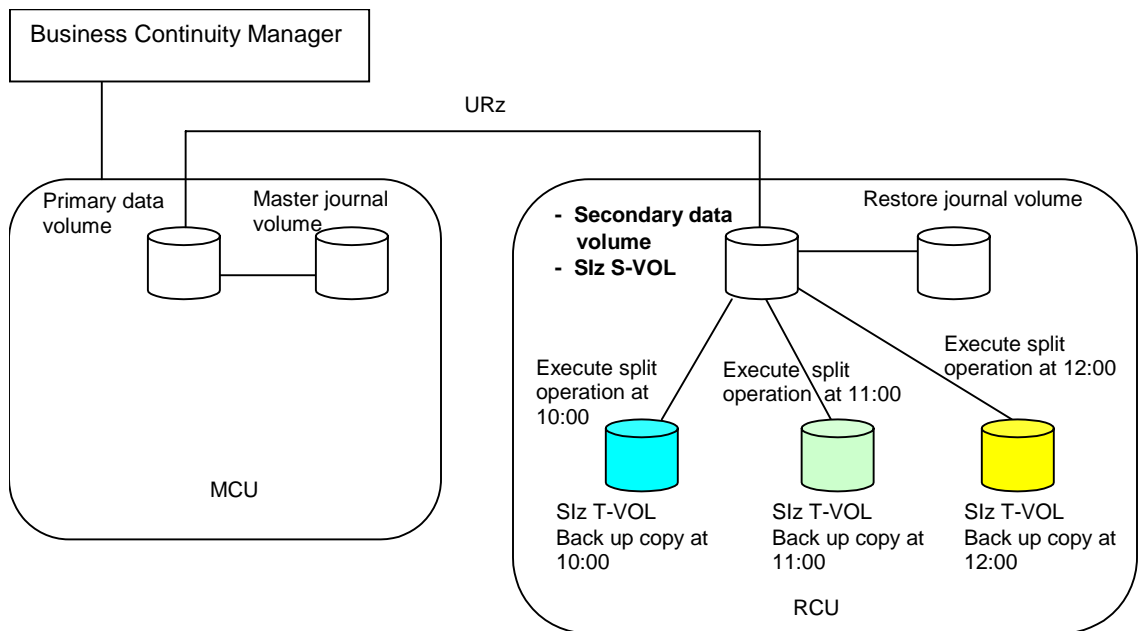 Business Continuity Manager
URz
Primary data
volume
Master journal
volume
MCU
- Secondary data
volume
- SIz S-VOL
Restore journal volume
Execute split
operation at
10:00
Execute split
operation at 11:00
Execute split
operation at 12:00
SIz T-VOL
Back up copy at
10:00
SIz T-VOL
Back up copy at
11:00
SIz T-VOL
Back up copy at
12:00
RCU